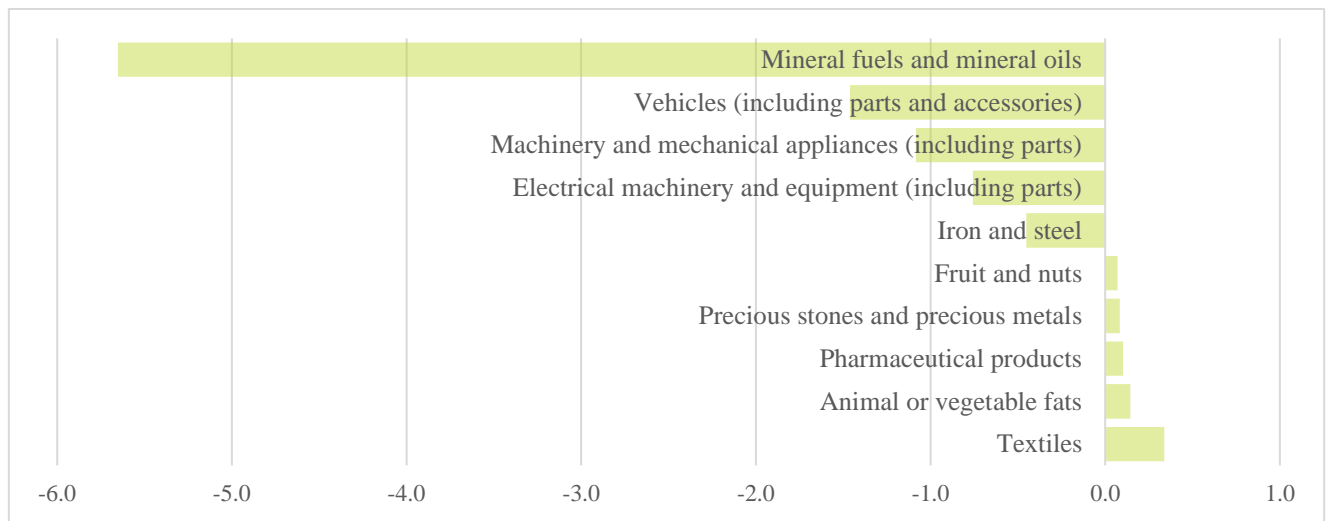 Mineral fuels and mineral oils
Vehicles (including parts and accessories)
Machinery and mechanical appliances (including parts)
Electrical machinery and equipment (including parts)
Iron and steel
Fruit and nuts
Precious stones and precious metals
Pharmaceutical products
Animal or vegetable fats
Textiles
-6.0 -5.0 -4.0 -3.0 -2.0 -1.0 0.0 1.0